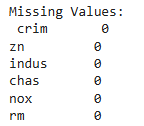 Missing Values:
 crim       0
zn         0
indus      0
chas       0
nox        0
rm         0